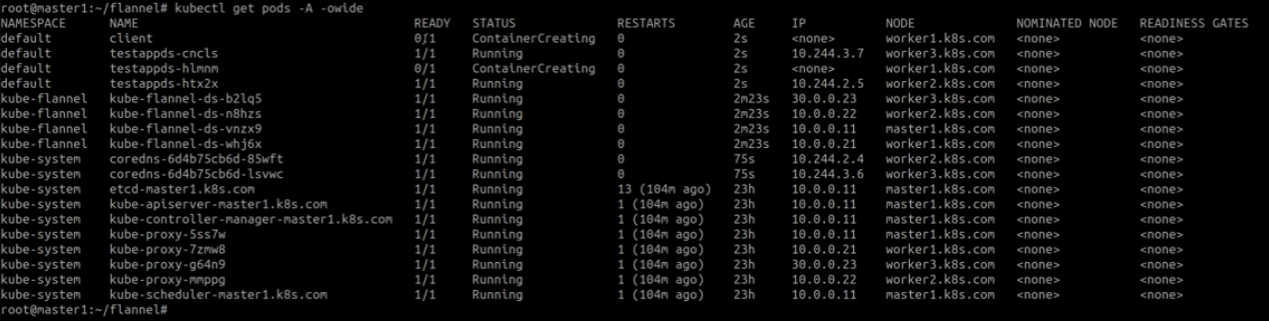 root@master1:~/flannel# kubectl get pods -A -owide
NAMESPACE NAME READY STATUS RESTARTS AGE IP NODE NOMINATED NODE READINESS GATES
default client 0/1 ContainerCreating 0 2s <none> worker1.k8s.com <none> <none>
default testappds-cncls 1/1 Running 0 2s 10.244.3.7 worker3.k8s.com <none> <none>
default testappds-hlmnm 0/1 ContainerCreating 0 2s <none> worker1.k8s.com <none> <none>
default testappds-htx2x 1/1 Running 0 2s 10.244.2.5 worker2.k8s.com <none> <none>
kube-flannel kube-flannel-ds-b2lq5 1/1 Running 0 2m23s 30.0.0.23 worker3.k8s.com <none> <none>
kube-flannel kube-flannel-ds-n8hzs 1/1 Running 0 2m23s 10.0.0.22 worker2.k8s.com <none> <none>
kube-flannel kube-flannel-ds-vnzx9 1/1 Running 0 2m23s 10.0.0.11 master1.k8s.com <none> <none>
kube-flannel kube-flannel-ds-whj6x 1/1 Running 0 2m23s 10.0.0.21 worker1.k8s.com <none> <none>
kube-system coredns-6d4b75cb6d-85wft 1/1 Running 0 75s 10.244.2.4 worker2.k8s.com <none> <none>
kube-system coredns-6d4b75cb6d-lsvwc 1/1 Running 0 75s 10.244.3.6 worker3.k8s.com <none> <none>
kube-system etcd-master1.k8s.com 1/1 Running 13 (104m ago) 23h 10.0.0.11 master1.k8s.com <none> <none>
kube-system kube-apiserver-master1.k8s.com 1/1 Running 1 (104m ago) 23h 10.0.0.11 master1.k8s.com <none> <none>
kube-system kube-controller-manager-master1.k8s.com 1/1 Running 1 (104m ago) 23h 10.0.0.11 master1.k8s.com <none> <none>
kube-system kube-proxy-5ss7w 1/1 Running 1 (104m ago) 23h 10.0.0.11 master1.k8s.com <none> <none>
kube-system kube-proxy-7zmw8 1/1 Running 1 (104m ago) 23h 10.0.0.21 worker1.k8s.com <none> <none>
kube-system kube-proxy-g64n9 1/1 Running 1 (104m ago) 23h 30.0.0.23 worker3.k8s.com <none> <none>
kube-system kube-proxy-mmppg 1/1 Running 1 (104m ago) 23h 10.0.0.22 worker2.k8s.com <none> <none>
kube-system kube-scheduler-master1.k8s.com 1/1 Running 1 (104m ago) 23h 10.0.0.11 master1.k8s.com <none> <none>
root@master1:~/flannel#